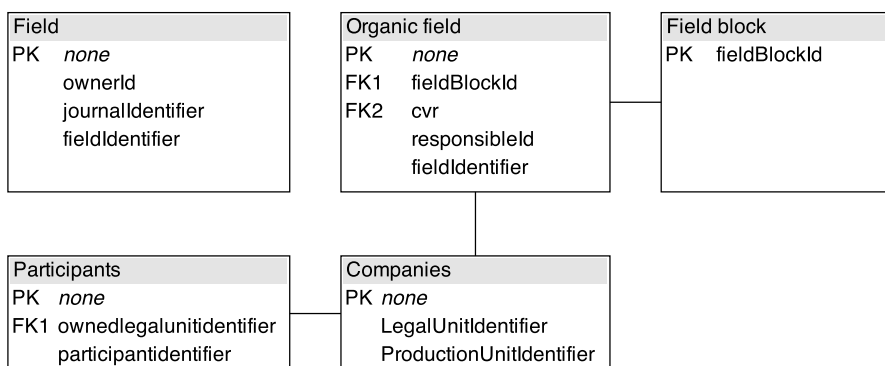 Field
PK none
ownerId
journalIdentifier
fieldIdentifier
Organic field
PK none
FK1 fieldBlockId
FK2 cvr
responsibleId
fieldIdentifier
Field block
PK fieldBlockId
Participants
PK none
FK1 ownedlegalunitidentifier
participantidentifier
Companies
PK none
LegalUnitIdentifier
ProductionUnitIdentifier